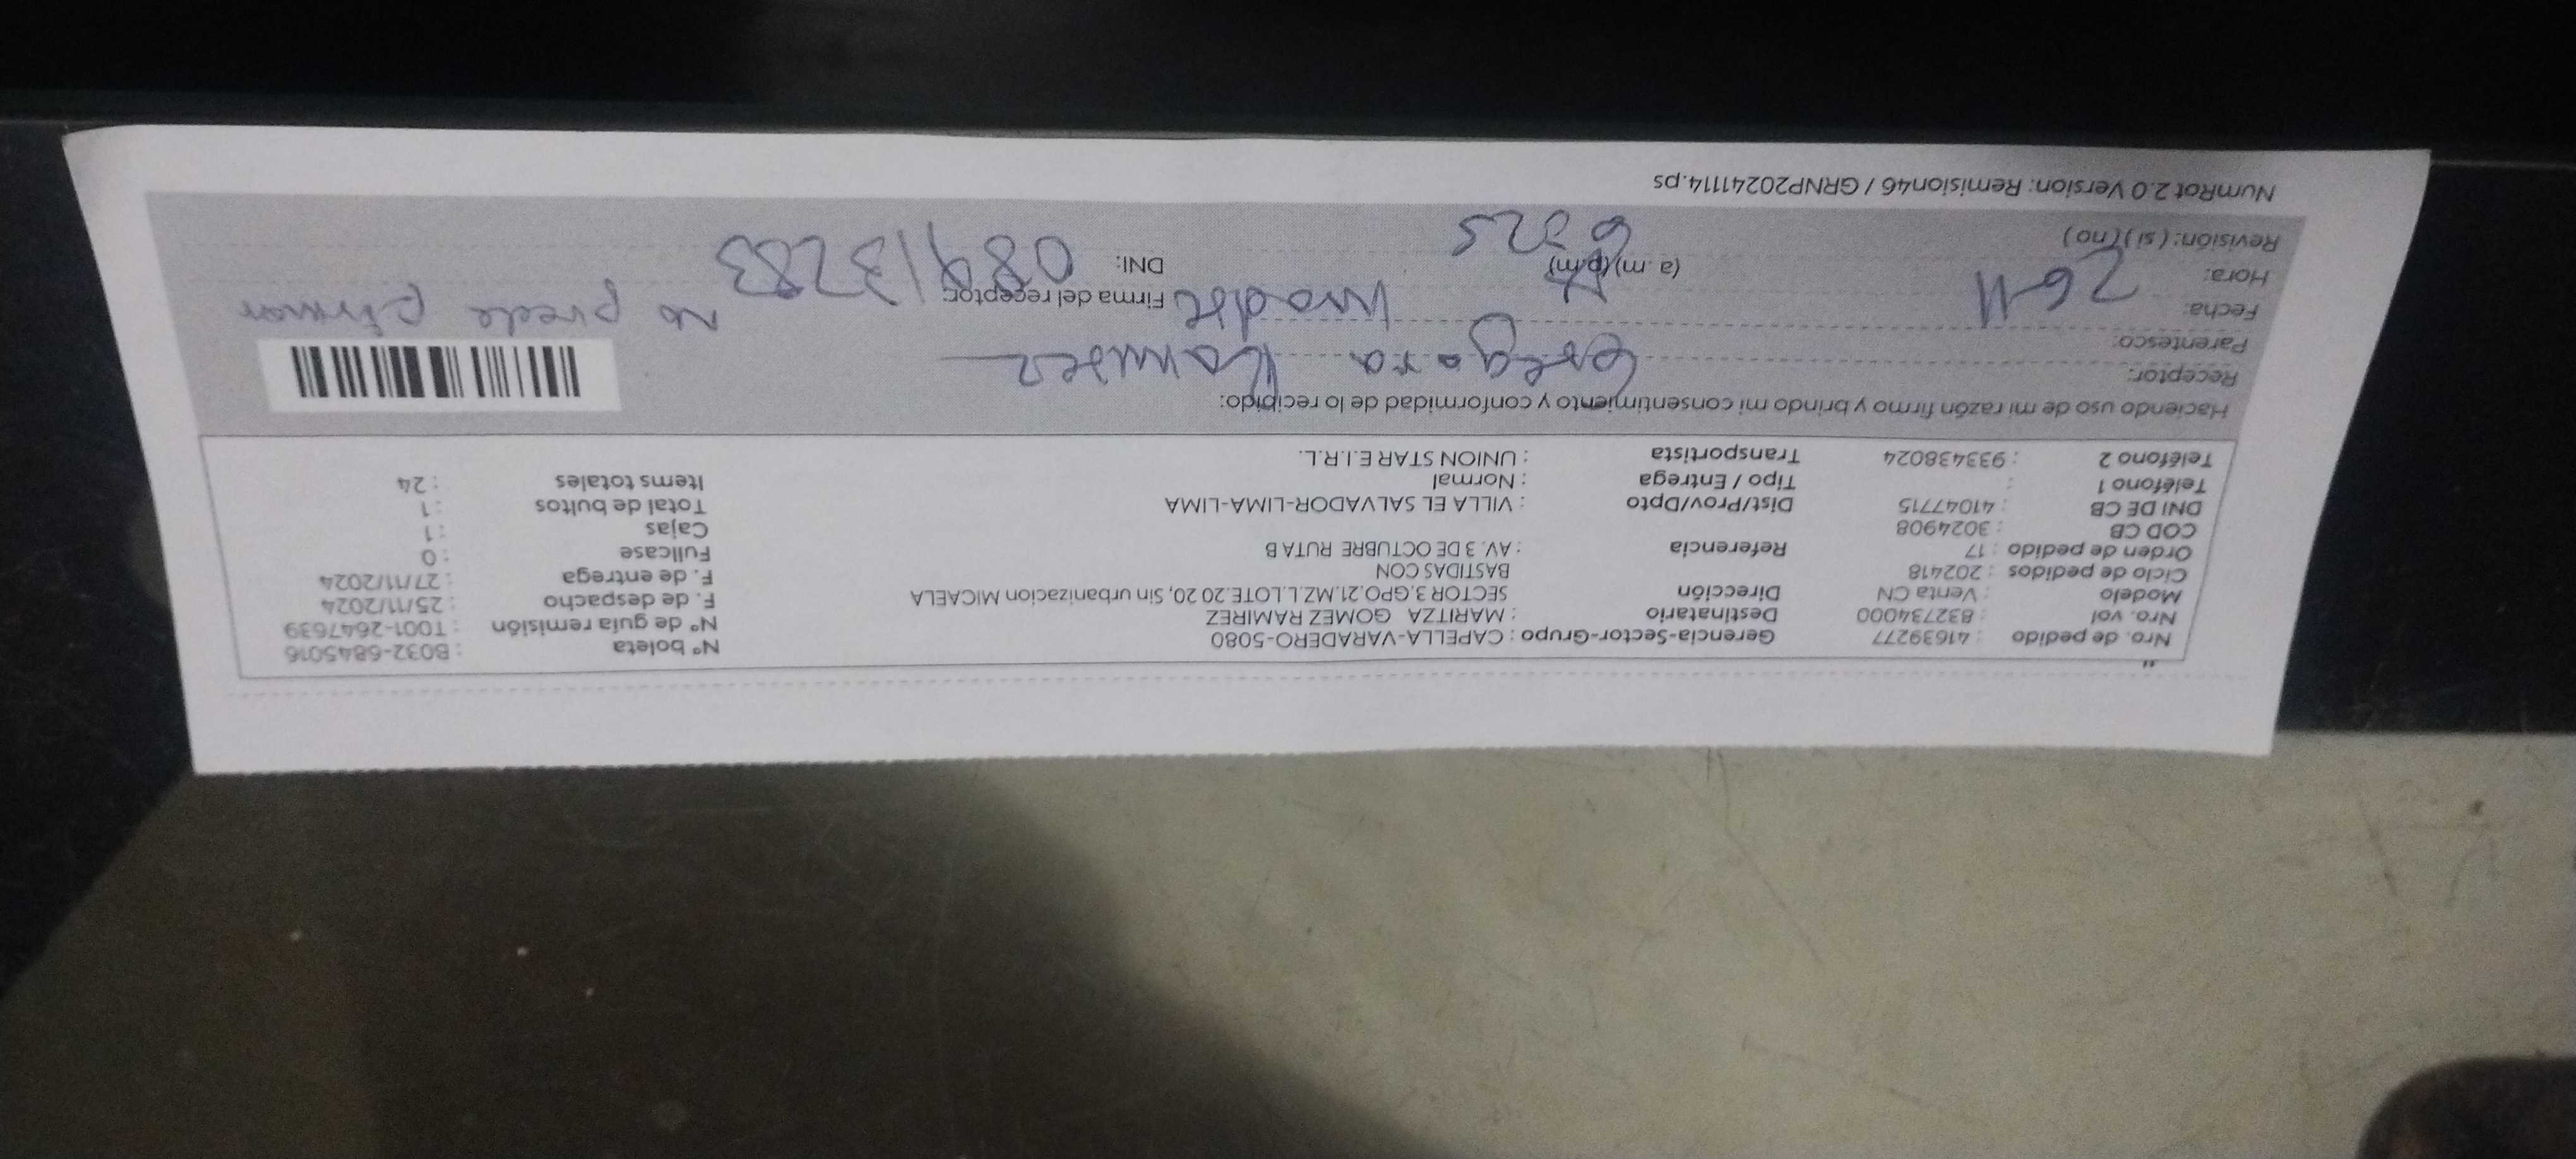 Nro. de pedido : 41639277 Gerencia-Sector-Grupo : CAPELLA-VARADERO-5080 N° boleta : B032-6845016
Nro. vol : 832734000 Destinatario : MARITZA GOMEZ RAMIREZ N° de guía remisión : T001-2647639
Modelo : Venta CN Dirección SECTOR 3,GPO.21.MZ.L.LOTE.20 20, Sin urbanizacion MICAELA F. de despacho : 25/11/2024
Ciclo de pedidos : 202418 BASTIDAS CON F. de entrega : 27/11/2024
Orden de pedido : 17 Referencia : AV. 3 DE OCTUBRE RUTA B Fullcase : 0
COD CB : 3024908 Cajas : 1
DNI DE CB : 41047715 Dist/Prov/Dpto : VILLA EL SALVADOR-LIMA-LIMA Total de bultos : 1
Teléfono 1 : Tipo / Entrega : Normal Items totales : 24
Teléfono 2 : 933438024 Transportista : UNION STAR E.I.R.L.
Haciendo uso de mi razón firmo y brindo mi consentimiento y conformidad de lo recibido:
Receptor: Ramirez
Parentesco: madre
Fecha: 26 11 Firma del receptor: no puede firmar
Hora: (a.m) (p.m) DNI: 08913283
Revisión: ( si ) ( no )
NumRot 2.0 Version: Remision46 / GRNP20241114.ps